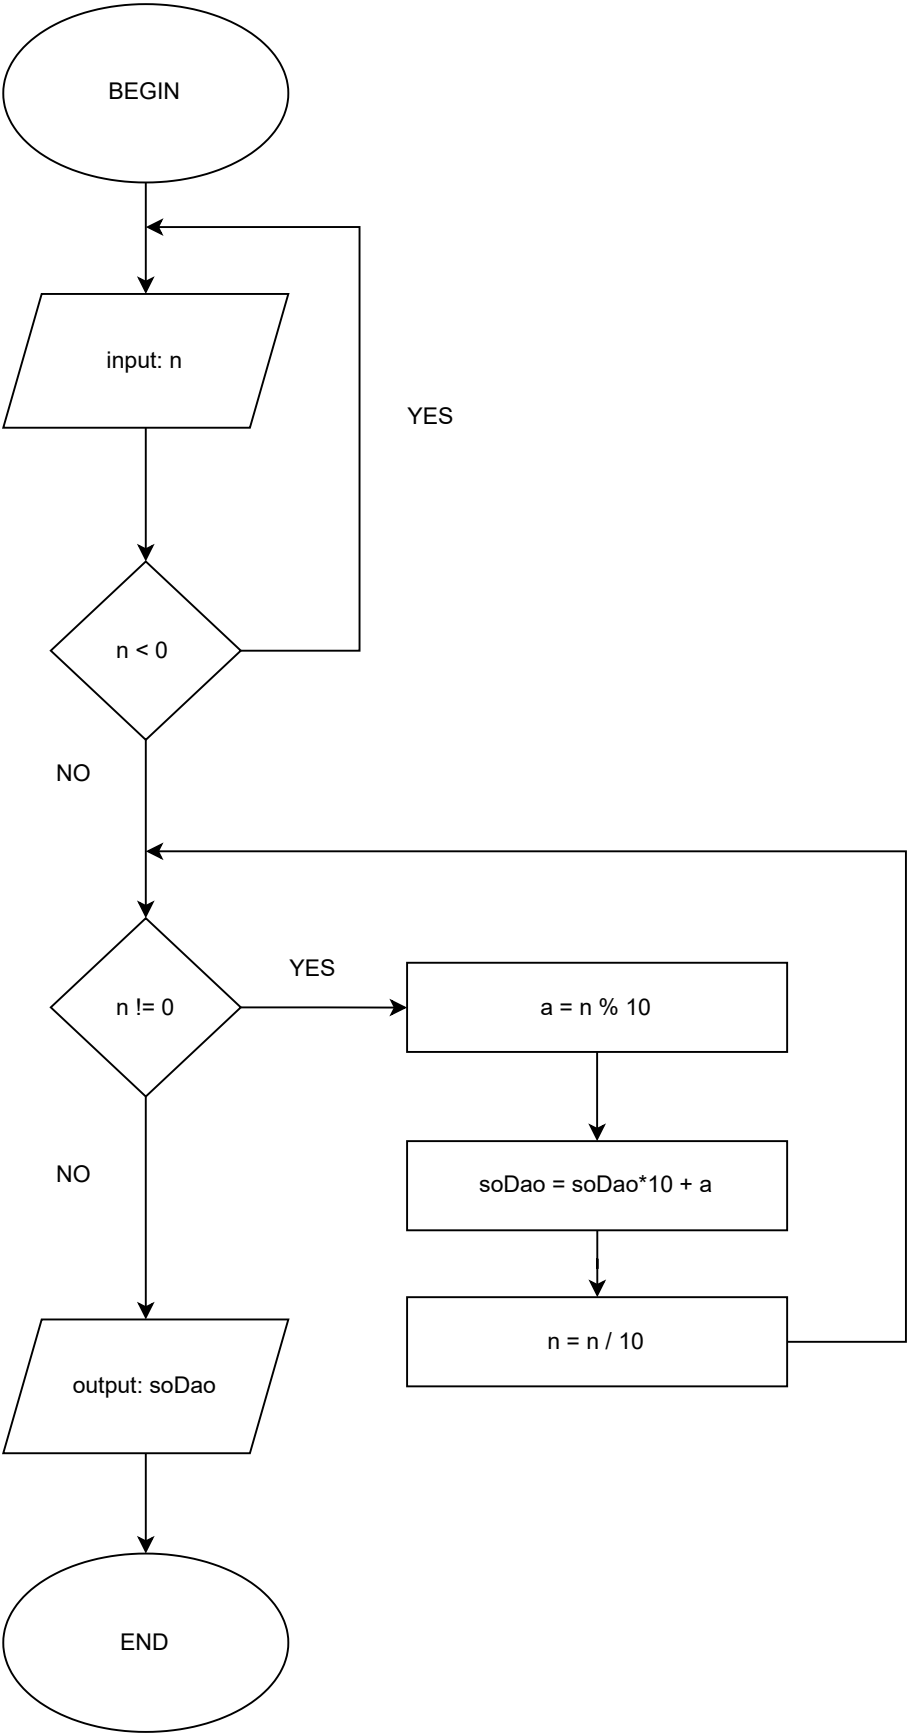 BEGIN
input: n
YES
n < 0
NO
n != 0
YES
a = n % 10
soDao = soDao*10 + a
n = n / 10
NO
output: soDao
END